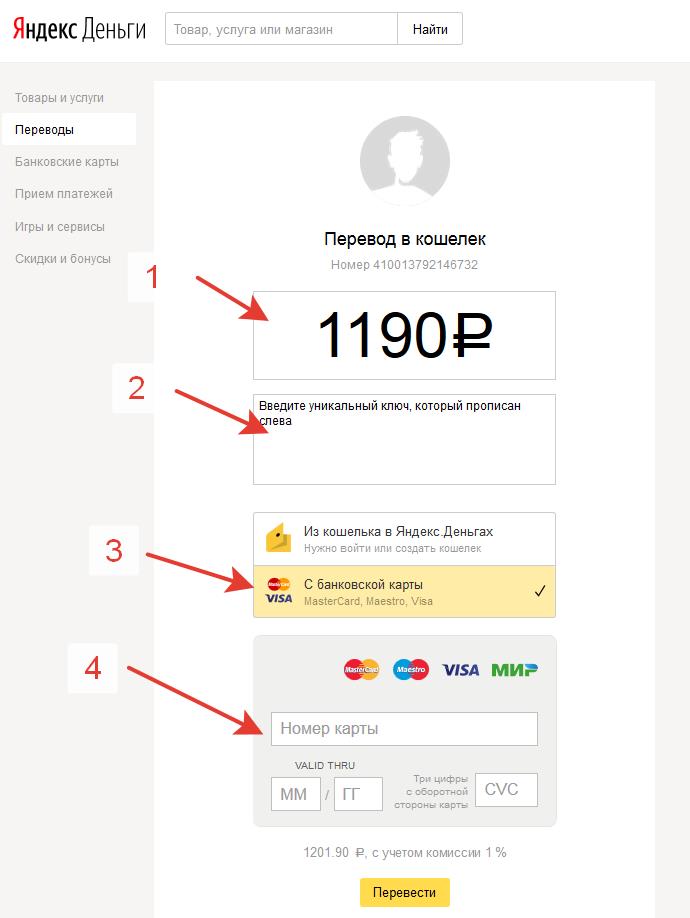 Яндекс Деньги
Товар, услуга или магазин
Найти
Товары и услуги
Переводы
Банковские карты
Прием платежей
Игры и сервисы
Скидки и бонусы
Перевод в кошелек
Номер 410013792146732
1
1190₽
2
Введите уникальный ключ, который прописан
слева
Из кошелька в Яндекс.Деньгах
Нужно войти или создать кошелек
3
MasterCard
VISA
С банковской карты
MasterCard, Maestro, Visa
4
MasterCard Maestro VISA МИР
Номер карты
VALID THRU
ММ / ГГ
Три цифры
с оборотной
стороны карты
CVC
1201.90 ₽, с учетом комиссии 1 %
Перевести